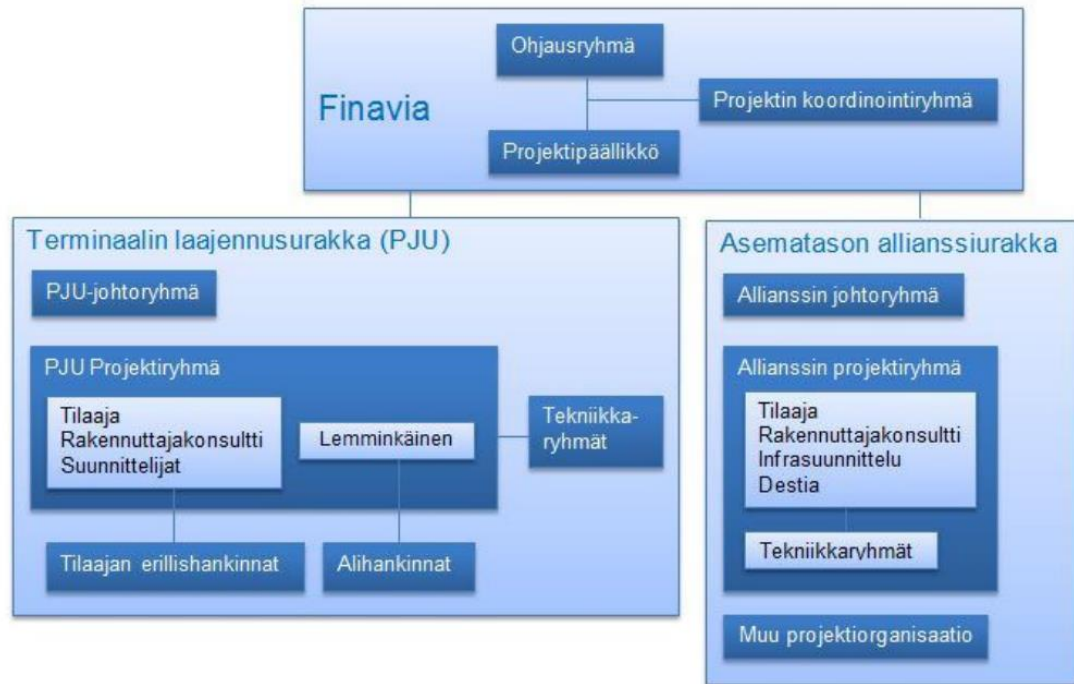 Ohjausryhmä
Finavia
Projektin koordinointiryhmä
Projektipäällikkö
Terminaalin laajennusurakka (PJU)
PJU-johtoryhmä
PJU Projektiryhmä
Tilaaja
Rakennuttajakonsultti
Suunnittelijat
Lemminkäinen
Tekniikka-
ryhmät
Tilaajan erillishankinnat
Alihankinnat
Asematason allianssiurakka
Allianssin johtoryhmä
Allianssin projektiryhmä
Tilaaja
Rakennuttajakonsultti
Infrasuunnittelu
Destia
Tekniikkaryhmät
Muu projektiorganisaatio